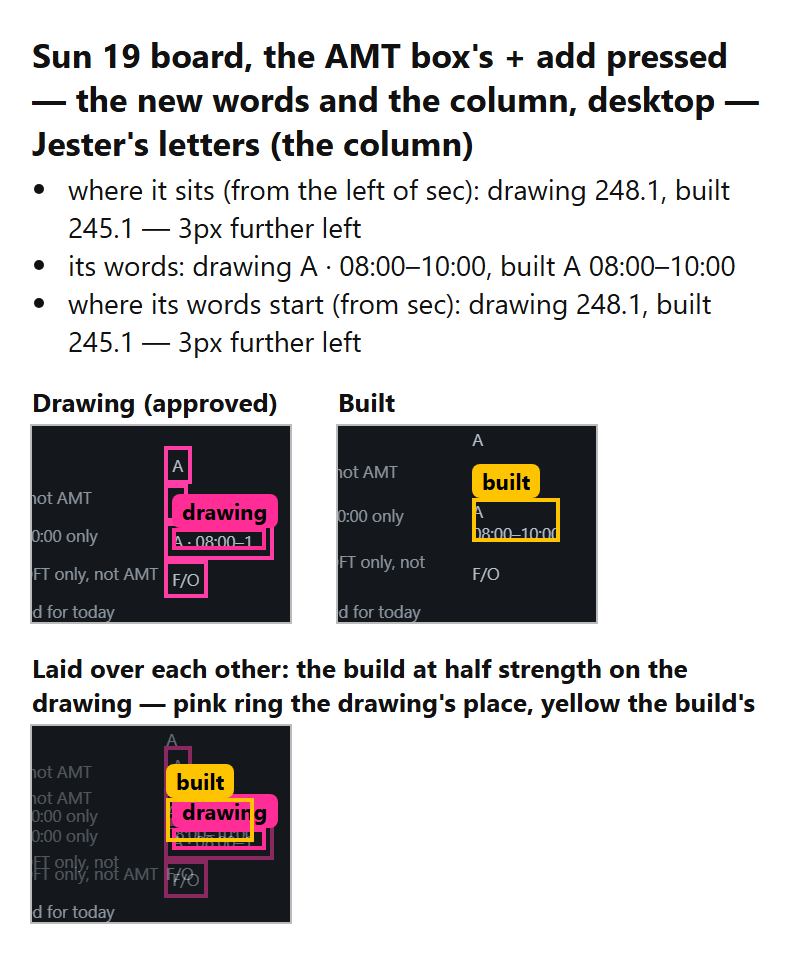 Sun 19 board, the AMT box's + add pressed
— the new words and the column, desktop —
Jester's letters (the column)
• where it sits (from the left of sec): drawing 248.1, built
245.1 — 3px further left
• its words: drawing A · 08:00–10:00, built A 08:00–10:00
• where its words start (from sec): drawing 248.1, built
245.1 — 3px further left
Drawing (approved)
Built
A
not AMT
drawing
0:00 only
A · 08:00–1
FT only, not AMT
F/O
d for today
A
not AMT
built
A
0:00 only
08:00–10:00
FT only, not
F/O
d for today
Laid over each other: the build at half strength on the
drawing — pink ring the drawing's place, yellow the build's
A
not AMT
built
not AMT
drawing
0:00 only
0:00 only
FT only, not
FT only, not AMT
F/O
F/O
d for today